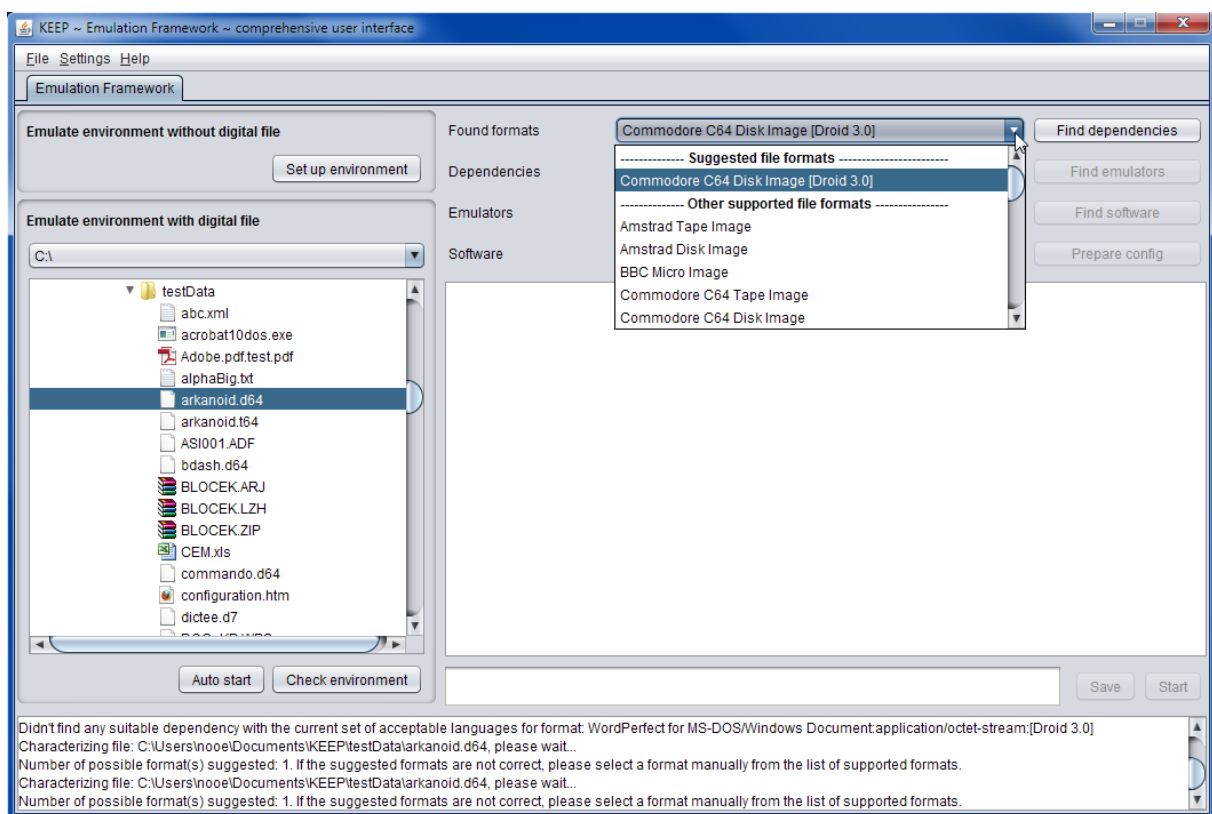 KEEP ~ Emulation Framework ~ comprehensive user interface
File Settings Help
Emulation Framework
Emulate environment without digital file
Set up environment
Emulate environment with digital file
C:\
testData
abc.xml
acrobat10dos.exe
Adobe.pdf.test.pdf
alphaBig.txt
arkanoid.d64
arkanoid.t64
ASI001.ADF
bdash.d64
BLOCEK.ARJ
BLOCEK.LZH
BLOCEK.ZIP
CEM.xls
commando.d64
configuration.htm
dictee.d7
Auto start Check environment
Found formats Commodore C64 Disk Image [Droid 3.0] Find dependencies
Dependencies Find emulators
Emulators Find software
Software Prepare config
-------------- Suggested file formats ------------------------
Commodore C64 Disk Image [Droid 3.0]
-------------- Other supported file formats ----------------
Amstrad Tape Image
Amstrad Disk Image
BBC Micro Image
Commodore C64 Tape Image
Commodore C64 Disk Image
Save Start
Didn't find any suitable dependency with the current set of acceptable languages for format: WordPerfect for MS-DOS/Windows Document:application/octet-stream:[Droid 3.0]
Characterizing file: C:\Users\nooe\Documents\KEEP\testData\arkanoid.d64, please wait...
Number of possible format(s) suggested: 1. If the suggested formats are not correct, please select a format manually from the list of supported formats.
Characterizing file: C:\Users\nooe\Documents\KEEP\testData\arkanoid.d64, please wait...
Number of possible format(s) suggested: 1. If the suggested formats are not correct, please select a format manually from the list of supported formats.